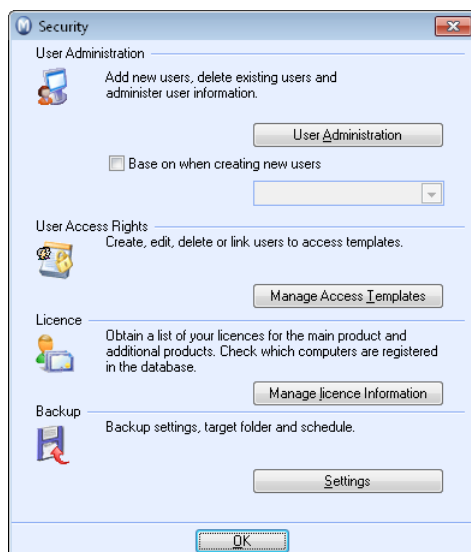 Security
User Administration
Add new users, delete existing users and
administer user information.
User Administration
Base on when creating new users
User Access Rights
Create, edit, delete or link users to access templates.
Manage Access Templates
Licence
Obtain a list of your licences for the main product and
additional products. Check which computers are registered
in the database.
Manage licence Information
Backup
Backup settings, target folder and schedule.
Settings
OK